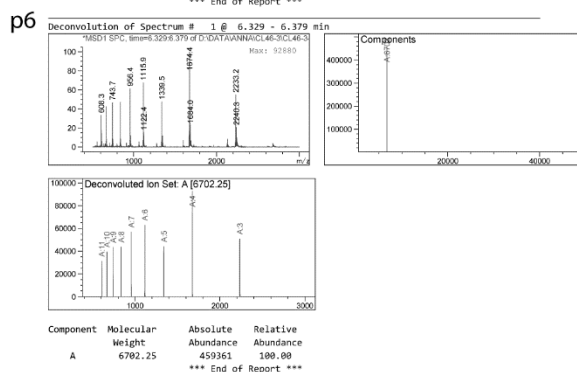 *** End of Report ***
p6
Deconvolution of Spectrum # 1 @ 6.329 - 6.379 min
*MSD1 SPC, time=6.329:6.379 of D:\DATA\ANNA\CL46-3\CL46-3
Max: 92880
100
80
60
40
20
0
608.3
743.7
956.4
1115.9
1122.4
1339.5
1674.4
1684.0
2233.2
2240.3
1000
2000
m/z
Components
400000
300000
200000
100000
20000
40000
Deconvoluted Ion Set: A [6702.25]
100000
80000
60000
40000
20000
0
A:11
A:10
A:9
A:8
A:7
A:6
A:5
A:4
A:3
1000
2000
3000
Component Molecular Absolute Relative
Weight Abundance Abundance
A 6702.25 459361 100.00
*** End of Report ***